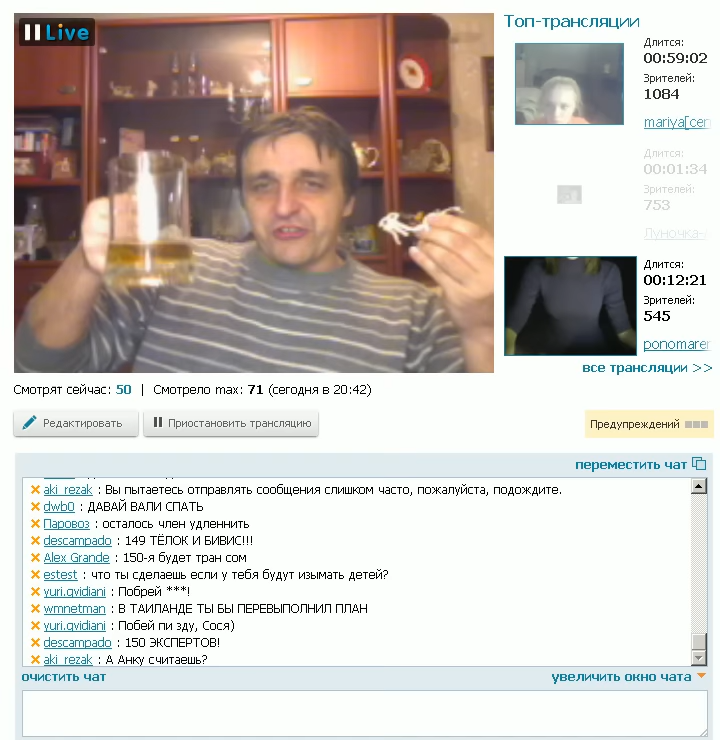 Live
Топ-трансляции
Длится:
00:59:02
Зрителей:
1084
mariya[cer
Длится:
00:01:34
Зрителей:
753
Луночка-
Длится:
00:12:21
Зрителей:
545
ponomarer
все трансляции >>
Смотрят сейчас: 50 | Смотрело max: 71 (сегодня в 20:42)
Редактировать
Приостановить трансляцию
Предупреждений
переместить чат
aki_rezak : Вы пытаетесь отправлять сообщения слишком часто, пожалуйста, подождите.
dwb0 : ДАВАЙ ВАЛИ СПАТЬ
Паровоз : осталось член удленнить
descampado : 149 ТЁЛОК И БИВИС!!!
Alex Grande : 150-я будет тран сом
estest : что ты сделаешь если у тебя будут изымать детей?
yuri.gvidiani : Побрей ***!
wmnetman : В ТАИЛАНДЕ ТЫ БЫ ПЕРЕВЫПОЛНИЛ ПЛАН
yuri.gvidiani : Побей пи зду, Сося)
descampado : 150 ЭКСПЕРТОВ!
aki_rezak : А Анку считаешь?
очистить чат
увеличить окно чата